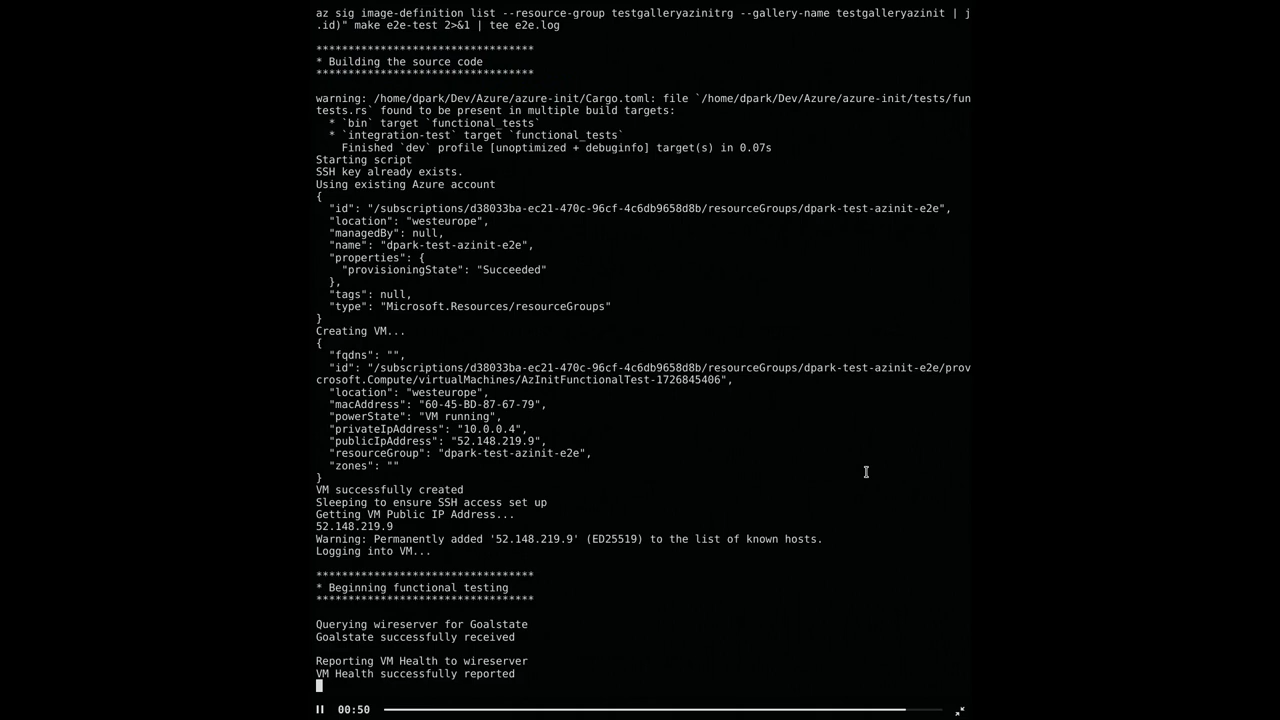 az sig image-definition list --resource-group testgalleryazinitrg --gallery-name testgalleryazinit | j
.id)" make e2e-test 2>&1 | tee e2e.log
**********************************
* Building the source code
**********************************
warning: /home/dpark/Dev/Azure/azure-init/Cargo.toml: file `/home/dpark/Dev/Azure/azure-init/tests/fun
tests.rs` found to be present in multiple build targets:
  * `bin` target `functional_tests`
  * `integration-test` target `functional_tests`
    Finished `dev` profile [unoptimized + debuginfo] target(s) in 0.07s
Starting script
SSH key already exists.
Using existing Azure account
{
  "id": "/subscriptions/d38033ba-ec21-470c-96cf-4c6db9658d8b/resourceGroups/dpark-test-azinit-e2e",
  "location": "westeurope",
  "managedBy": null,
  "name": "dpark-test-azinit-e2e",
  "properties": {
    "provisioningState": "Succeeded"
  },
  "tags": null,
  "type": "Microsoft.Resources/resourceGroups"
}
Creating VM...
{
  "fqdns": "",
  "id": "/subscriptions/d38033ba-ec21-470c-96cf-4c6db9658d8b/resourceGroups/dpark-test-azinit-e2e/prov
crosoft.Compute/virtualMachines/AzInitFunctionalTest-1726845406",
  "location": "westeurope",
  "macAddress": "60-45-BD-87-67-79",
  "powerState": "VM running",
  "privateIpAddress": "10.0.0.4",
  "publicIpAddress": "52.148.219.9",
  "resourceGroup": "dpark-test-azinit-e2e",
  "zones": ""
}
VM successfully created
Sleeping to ensure SSH access set up
Getting VM Public IP Address...
52.148.219.9
Warning: Permanently added '52.148.219.9' (ED25519) to the list of known hosts.
Logging into VM...
**********************************
* Beginning functional testing
**********************************
Querying wireserver for Goalstate
Goalstate successfully received
Reporting VM Health to wireserver
VM Health successfully reported
00:50